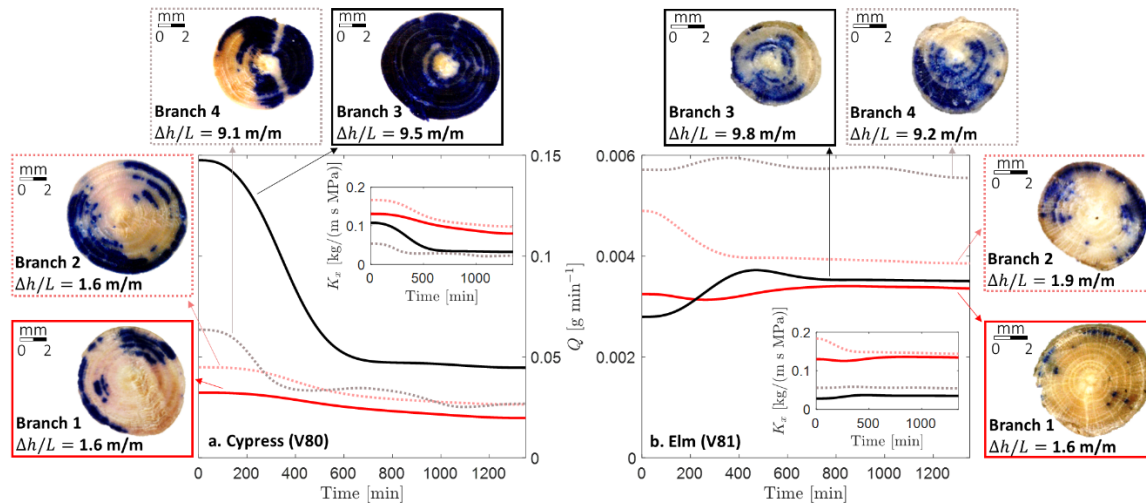 mm
0 2
Branch 4
Δh/L = 9.1 m/m
mm
0 2
Branch 3
Δh/L = 9.5 m/m
mm
0 2
Branch 2
Δh/L = 1.6 m/m
mm
0 2
Branch 1
Δh/L = 1.6 m/m
0.15
0.1
0.05
0
Q [g min⁻¹]
0.2
0.1
0
K_x [kg/(m s MPa)]
0 500 1000
Time [min]
a. Cypress (V80)
0 200 400 600 800 1000 1200
Time [min]
mm
0 2
Branch 3
Δh/L = 9.8 m/m
mm
0 2
Branch 4
Δh/L = 9.2 m/m
mm
0 2
Branch 2
Δh/L = 1.9 m/m
mm
0 2
Branch 1
Δh/L = 1.6 m/m
0.006
0.004
0.002
0
0.2
0.1
0
K_x [kg/(m s MPa)]
0 500 1000
Time [min]
b. Elm (V81)
0 200 400 600 800 1000 1200
Time [min]